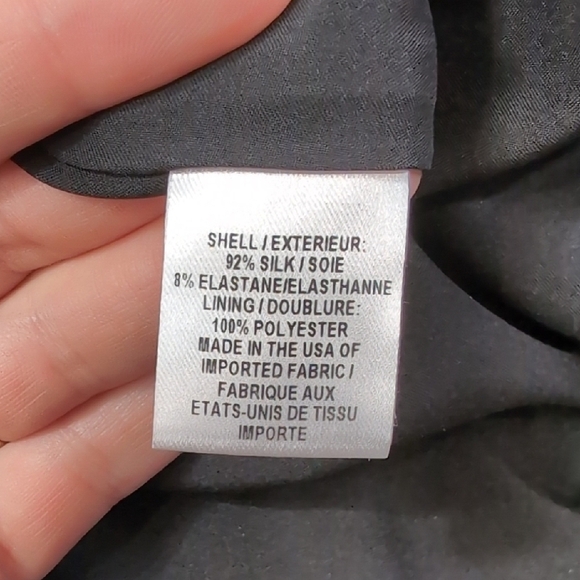 SHELL / EXTERIEUR:
92% SILK / SOIE
8% ELASTANE/ELASTHANNE
LINING / DOUBLURE:
100% POLYESTER
MADE IN THE USA OF
IMPORTED FABRIC /
FABRIQUE AUX
ETATS-UNIS DE TISSU
IMPORTE